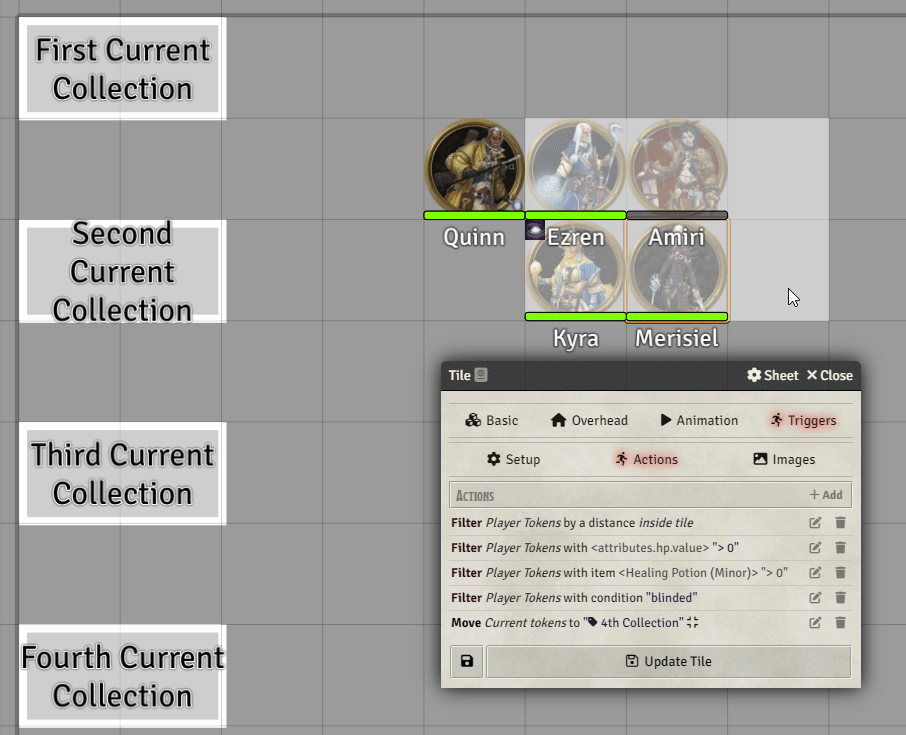 First Current
Collection
Second
Current
Collection
Third Current
Collection
Fourth Current
Collection
Quinn
Ezren
Amiri
Kyra
Merisiel
Tile
Sheet
Close
Basic
Overhead
Animation
Triggers
Setup
Actions
Images
Actions
+ Add
Filter Player Tokens by a distance inside tile
Filter Player Tokens with <attributes.hp.value> "> 0"
Filter Player Tokens with item <Healing Potion (Minor)> "> 0"
Filter Player Tokens with condition "blinded"
Move Current tokens to "4th Collection"
Update Tile